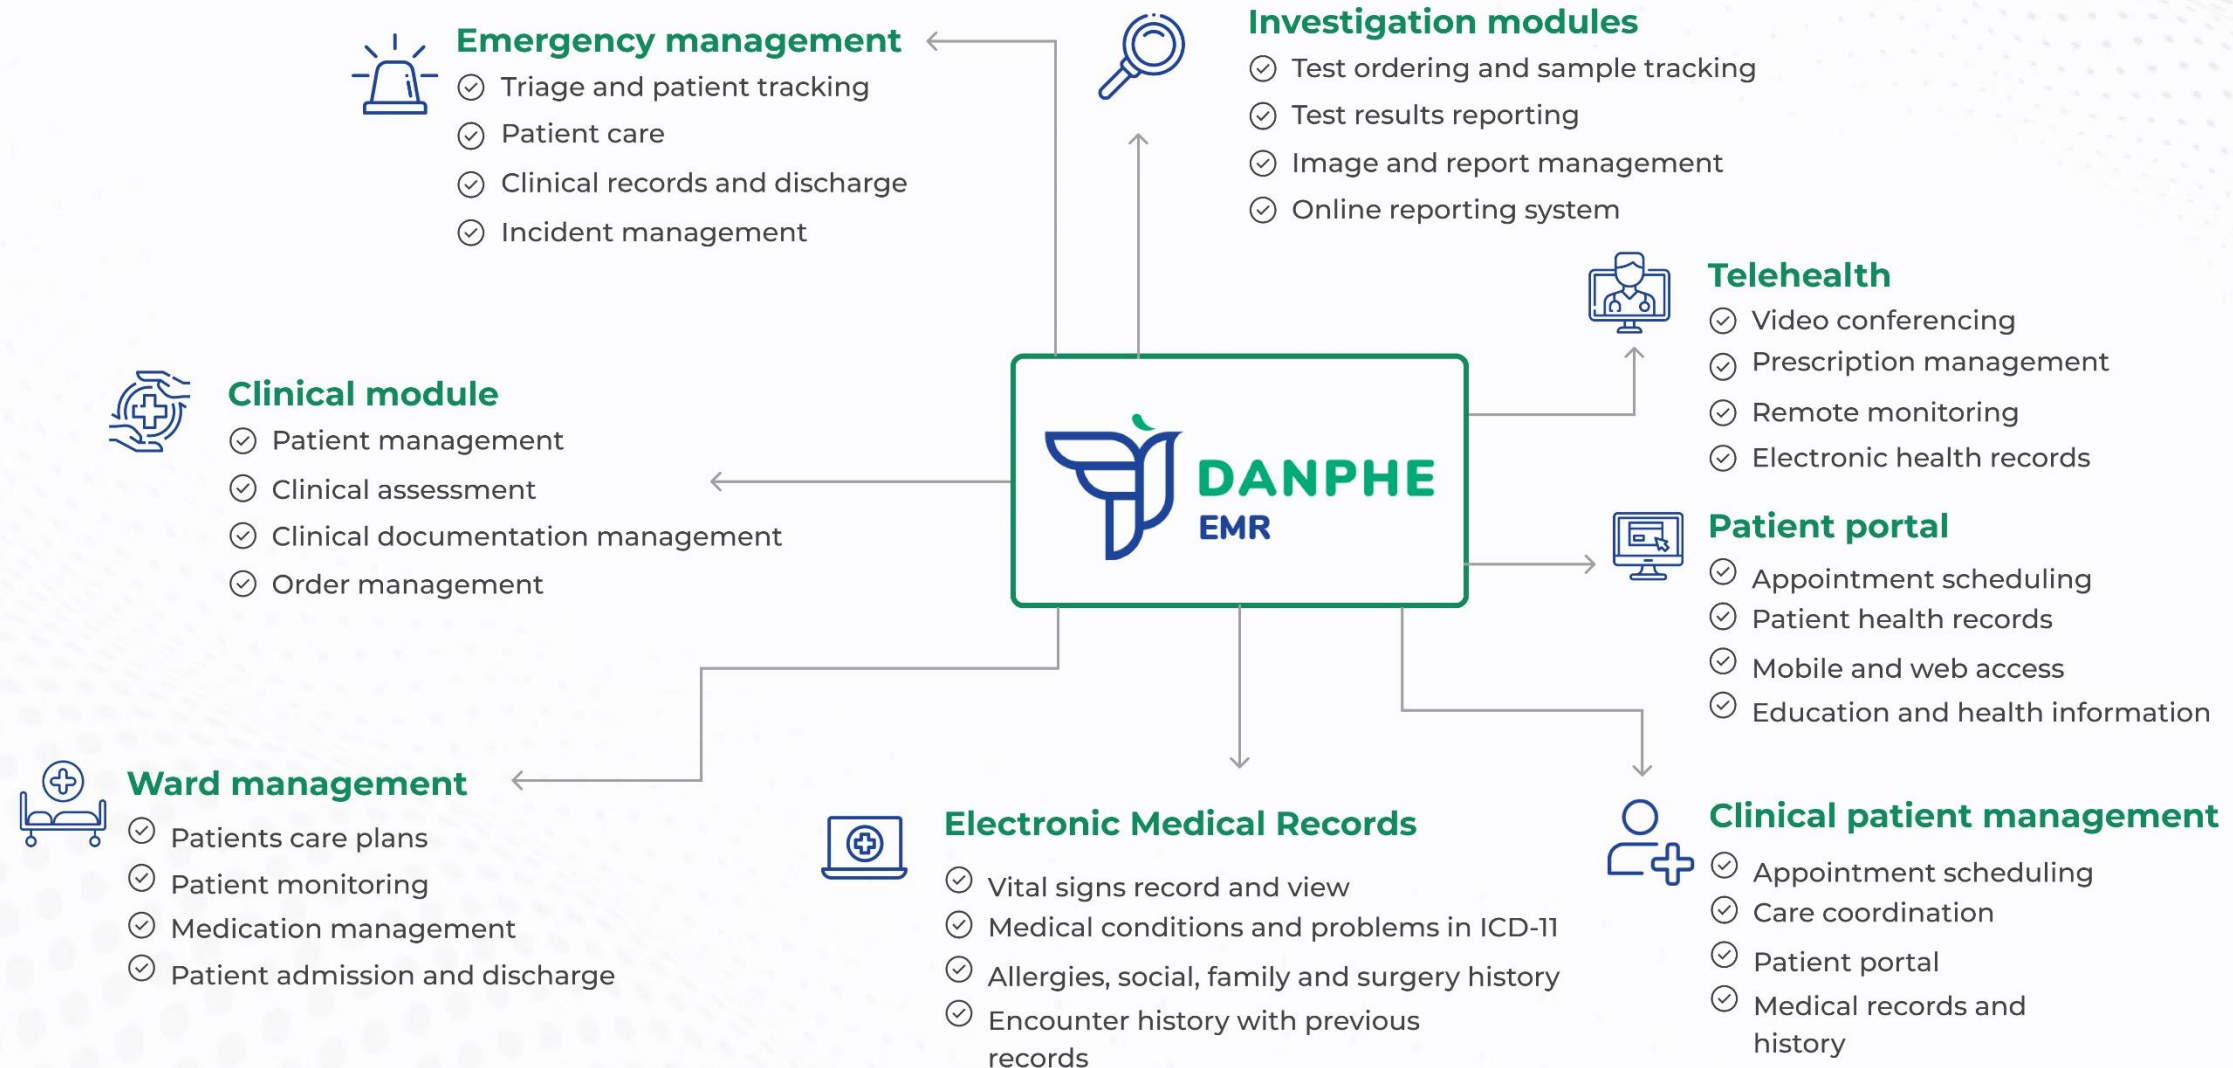 Emergency management
Triage and patient tracking
Patient care
Clinical records and discharge
Incident management
Investigation modules
Test ordering and sample tracking
Test results reporting
Image and report management
Online reporting system
Telehealth
Video conferencing
Prescription management
Remote monitoring
Electronic health records
Clinical module
Patient management
Clinical assessment
Clinical documentation management
Order management
DANPHE
EMR
Patient portal
Appointment scheduling
Patient health records
Mobile and web access
Education and health information
Ward management
Patients care plans
Patient monitoring
Medication management
Patient admission and discharge
Electronic Medical Records
Vital signs record and view
Medical conditions and problems in ICD-11
Allergies, social, family and surgery history
Encounter history with previous
records
Clinical patient management
Appointment scheduling
Care coordination
Patient portal
Medical records and
history